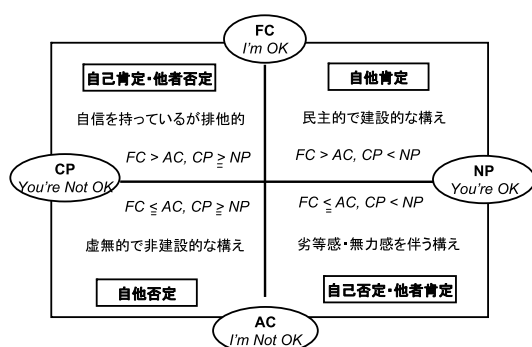 FC
I'm OK
自己肯定・他者否定
自他肯定
自信を持っているが排他的
民主的で建設的な構え
FC > AC, CP ≧ NP
FC > AC, CP < NP
CP
You're Not OK
NP
You're OK
FC ≦ AC, CP ≧ NP
FC ≦ AC, CP < NP
虚無的で非建設的な構え
劣等感・無力感を伴う構え
自他否定
自己否定・他者肯定
AC
I'm Not OK